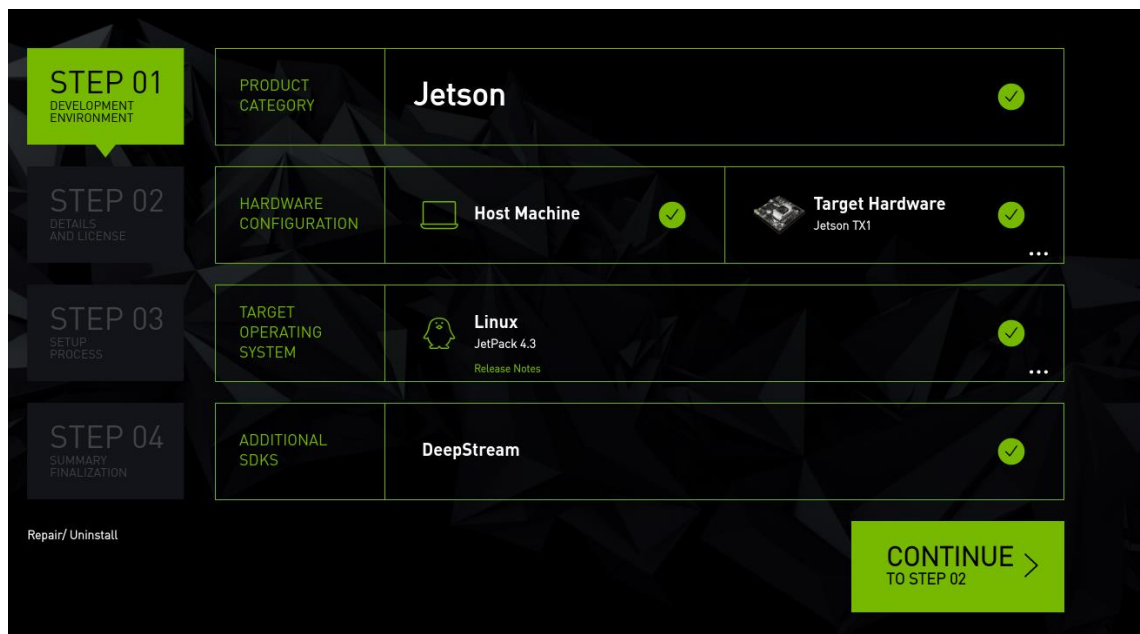 STEP 01
DEVELOPMENT
ENVIRONMENT
PRODUCT
CATEGORY
Jetson
STEP 02
DETAILS
AND LICENSE
HARDWARE
CONFIGURATION
Host Machine
Target Hardware
Jetson TX1
...
STEP 03
SETUP
PROCESS
TARGET
OPERATING
SYSTEM
Linux
JetPack 4.3
Release Notes
...
STEP 04
SUMMARY
FINALIZATION
ADDITIONAL
SDKS
DeepStream
Repair/ Uninstall
CONTINUE >
TO STEP 02